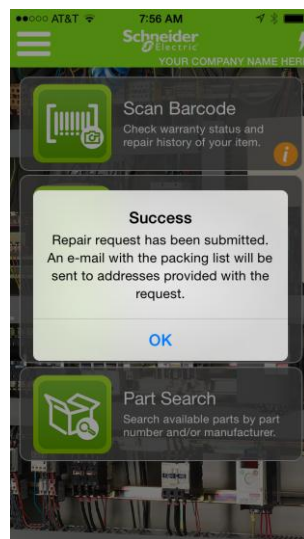 AT&T 7:56 AM
Schneider
Electric
YOUR COMPANY NAME HERE
Scan Barcode
Check warranty status and
repair history of your item.
i
Success
Repair request has been submitted.
An e-mail with the packing list will be
sent to addresses provided with the
request.
OK
Part Search
Search available parts by part
number and/or manufacturer.